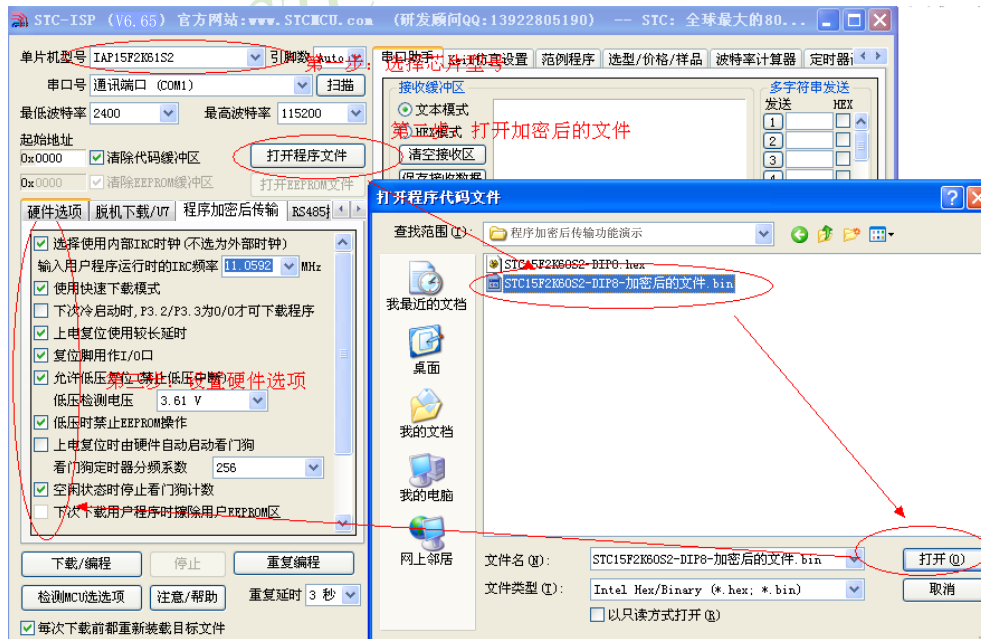 STC-ISP (V6.65) 官方网站:www.STCMCU.com (研发顾问QQ:13922805190) -- STC: 全球最大的80...
单片机型号 IAP15F2K61S2 引脚数 Auto
第一步: 选择芯片型号
串口助手 Keil仿真设置 范例程序 选型/价格/样品 波特率计算器 定时器
串口号 通讯端口 (COM1) 扫描
最低波特率 2400 最高波特率 115200
起始地址
0x0000 清除代码缓冲区 打开程序文件
0x0000 清除EEPROM缓冲区 打开EEPROM文件
接收缓冲区
文本模式
HEX模式
清空接收区
保存接收数据
第二步: 打开加密后的文件
多字符串发送
发送 HEX
1
2
3
4
硬件选项 脱机下载/U7 程序加密后传输 RS485
选择使用内部IRC时钟(不选为外部时钟)
输入用户程序运行时的IRC频率 11.0592 MHz
使用快速下载模式
下次冷启动时,P3.2/P3.3为0/0才可下载程序
上电复位使用较长延时
复位脚用作I/O口
允许低压复位(禁止低压中断)
第三步: 设置硬件选项
低压检测电压 3.61 V
低压时禁止EEPROM操作
上电复位时由硬件自动启动看门狗
看门狗定时器分频系数 256
空闲状态时停止看门狗计数
下次下载用户程序时擦除用户EEPROM区
下载/编程 停止 重复编程
检测MCU选选项 注意/帮助 重复延时 3 秒
每次下载前都重新装载目标文件
打开程序代码文件
查找范围(I): 程序加密后传输功能演示
STC15F2K60S2-DIP8.hex
STC15F2K60S2-DIP8-加密后的文件.bin
我最近的文档
桌面
我的文档
我的电脑
网上邻居
文件名(N): STC15F2K60S2-DIP8-加密后的文件.bin 打开(O)
文件类型(T): Intel Hex/Binary (*.hex; *.bin) 取消
以只读方式打开(R)